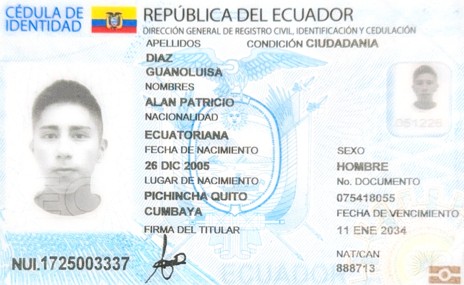 CÉDULA DE IDENTIDAD
REPÚBLICA DEL ECUADOR
DIRECCIÓN GENERAL DE REGISTRO CIVIL, IDENTIFICACIÓN Y CEDULACIÓN
APELLIDOS CONDICIÓN CIUDADANIA
DIAZ
GUANOLUISA
NOMBRES
ALAN PATRICIO
NACIONALIDAD
ECUATORIANA
FECHA DE NACIMIENTO
26 DIC 2005
LUGAR DE NACIMIENTO
PICHINCHA QUITO
CUMBAYA
FIRMA DEL TITULAR
SEXO
HOMBRE
No. DOCUMENTO
075418055
FECHA DE VENCIMIENTO
11 ENE 2034
NAT/CAN
888713
NUI.1725003337
ECUADOR